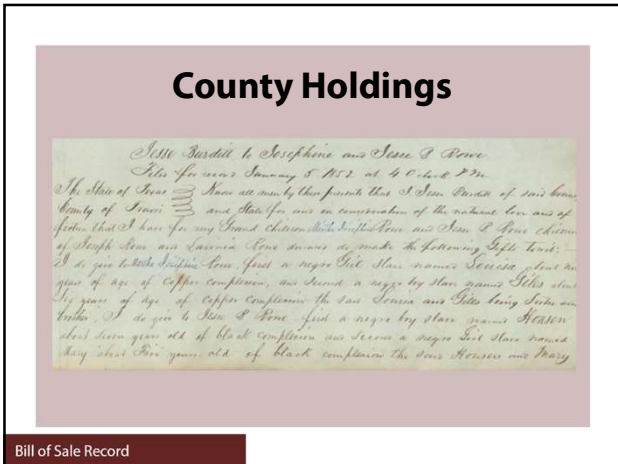 County Holdings
Jesse Burditt to Josephine and Jesse P Rowe
Filed for record January 5 1852 at 4 O clock P M
The State of Texas Know all men by these presents that I Jesse Burditt of said
County of Travis and State for and in consideration of the natural love and af
fection that I have for my Grand children Rowe and Jesse P Rowe children
of Joseph Rowe and Lavinia Rowe do make the following Gifts towit:
I do give to Rowe, first a negro Girl slave named Louisa about
years of age of Copper complexion, and second a negro boy slave named Giles about
Six years of age of Copper complexion the said Louisa and Giles being Sister and
brother, I do give to Jesse P Rowe first a negro boy slave named
about seven years old of black complexion and second a negro Girl slave named
Mary about Five years old of black complexion the said and Mary
Bill of Sale Record